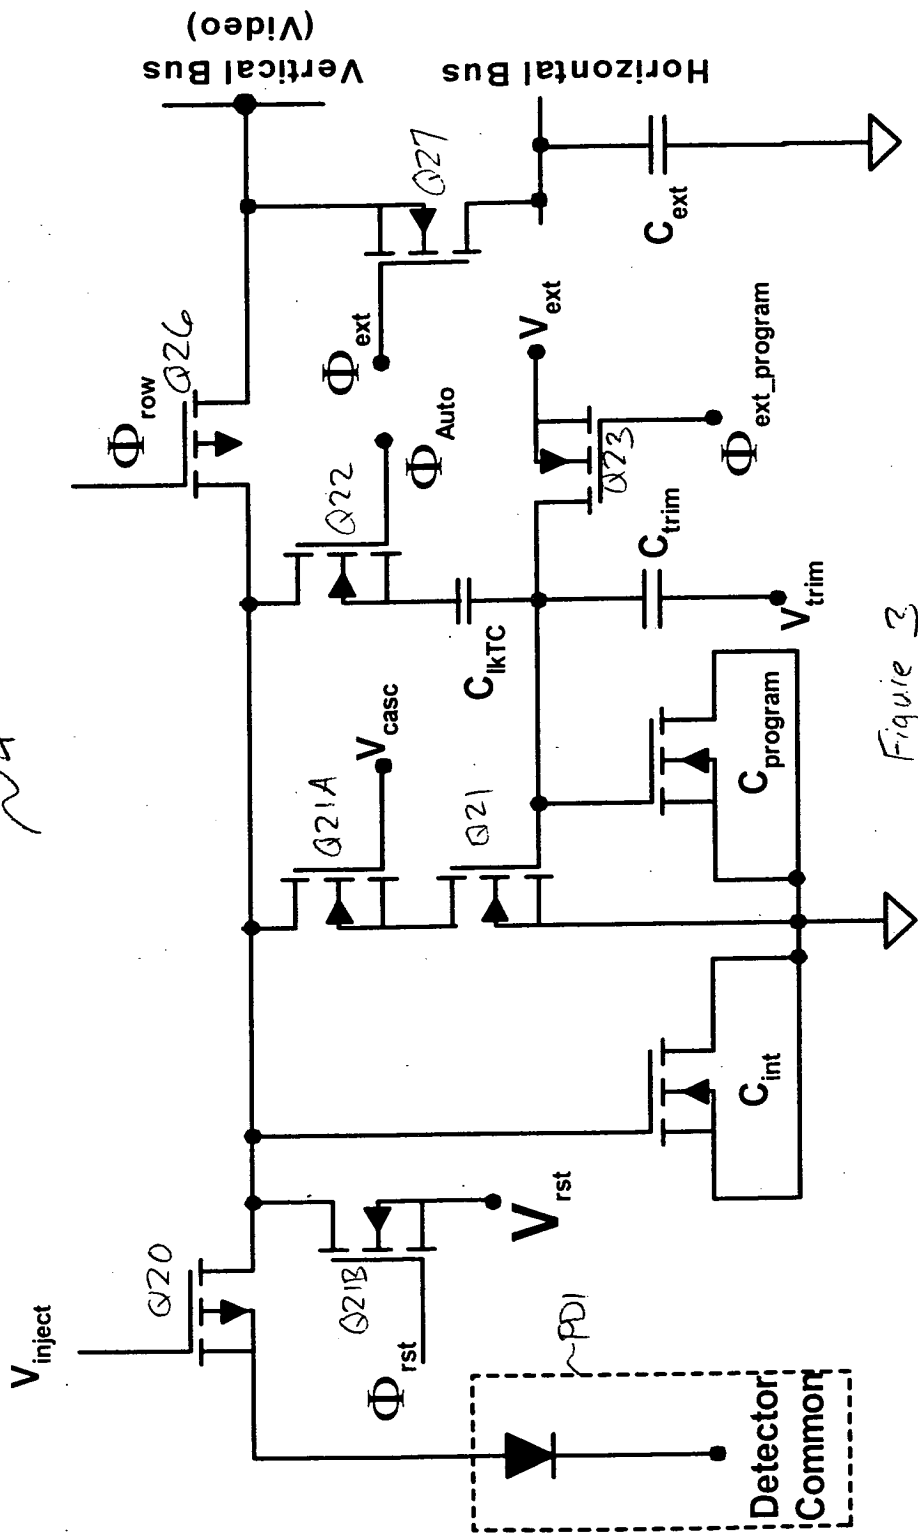 Vertical Bus
(Video)
Horizontal Bus
Φrow
Q26
Φext
Q27
Cext
ΦAuto
Q22
Vext
Φext_program
Q23
Vcasc
Q21A
ClkTC
Ctrim
Vtrim
Q21
Cprogram
Cint
Vinject
Q20
Q21B
Φrst
Vrst
~PD1
Detector
Common
Figure 3